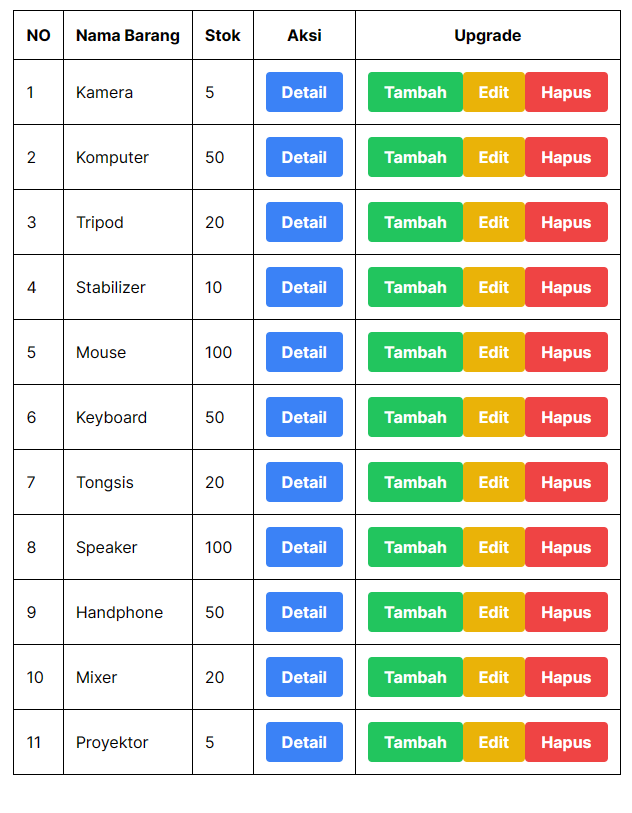 NO Nama Barang Stok Aksi Upgrade
1 Kamera 5 Detail Tambah Edit Hapus
2 Komputer 50 Detail Tambah Edit Hapus
3 Tripod 20 Detail Tambah Edit Hapus
4 Stabilizer 10 Detail Tambah Edit Hapus
5 Mouse 100 Detail Tambah Edit Hapus
6 Keyboard 50 Detail Tambah Edit Hapus
7 Tongsis 20 Detail Tambah Edit Hapus
8 Speaker 100 Detail Tambah Edit Hapus
9 Handphone 50 Detail Tambah Edit Hapus
10 Mixer 20 Detail Tambah Edit Hapus
11 Proyektor 5 Detail Tambah Edit Hapus